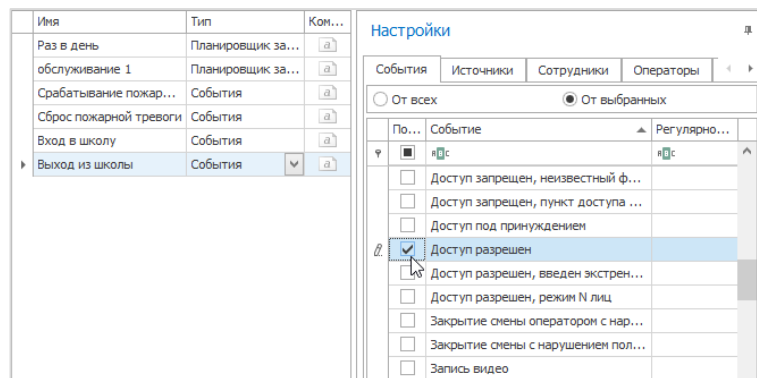 Имя Тип Ком...
Раз в день Планировщик за...
обслуживание 1 Планировщик за...
Срабатывание пожар... События
Сброс пожарной тревоги События
Вход в школу События
Выход из школы События
Настройки
События Источники Сотрудники Операторы
От всех От выбранных
По... Событие Регулярно...
Доступ запрещен, неизвестный ф...
Доступ запрещен, пункт доступа ...
Доступ под принуждением
Доступ разрешен
Доступ разрешен, введен экстрен...
Доступ разрешен, режим N лиц
Закрытие смены оператором с нар...
Закрытие смены с нарушением пол...
Запись видео